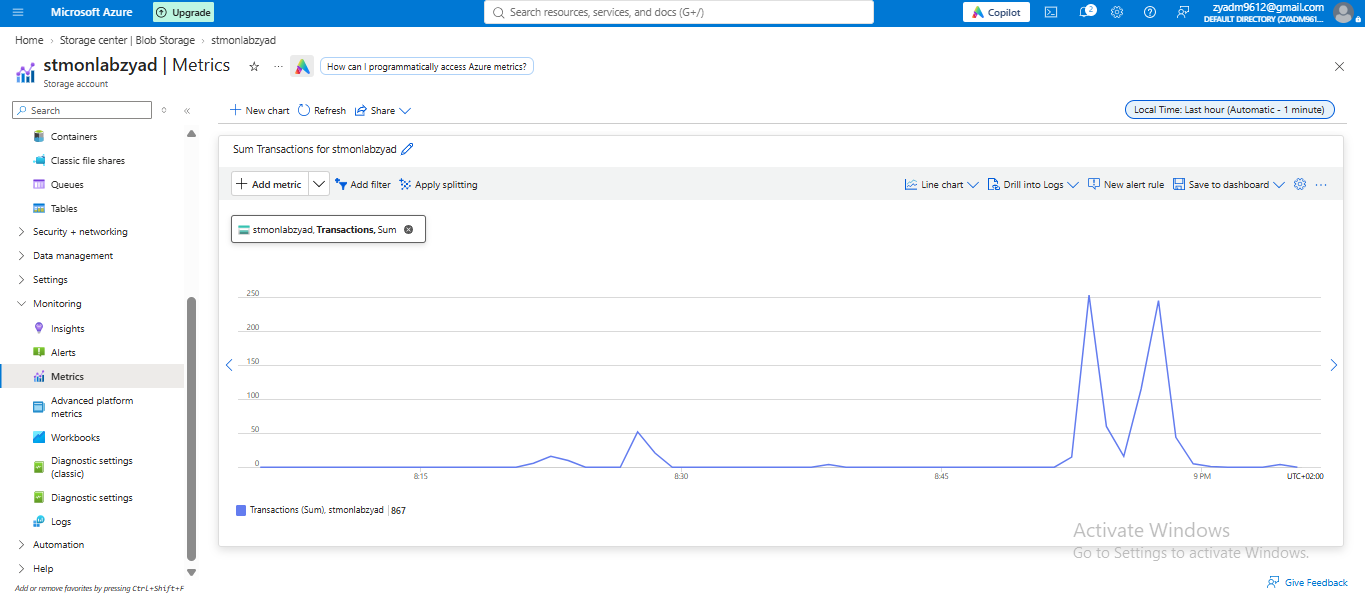 Microsoft Azure
Upgrade
Search resources, services, and docs (G+/)
Copilot
2
zyadm9612@gmail.com
DEFAULT DIRECTORY (ZYADM961...
Home > Storage center | Blob Storage > stmonlabzyad
stmonlabzyad | Metrics
Storage account
How can I programmatically access Azure metrics?
Search
Containers
Classic file shares
Queues
Tables
Security + networking
Data management
Settings
Monitoring
Insights
Alerts
Metrics
Advanced platform
metrics
Workbooks
Diagnostic settings
(classic)
Diagnostic settings
Logs
Automation
Help
Add or remove favorites by pressing Ctrl+Shift+F
New chart Refresh Share
Local Time: Last hour (Automatic - 1 minute)
Sum Transactions for stmonlabzyad
Add metric Add filter Apply splitting
Line chart Drill into Logs New alert rule Save to dashboard ...
stmonlabzyad, Transactions, Sum
250
200
150
100
50
0
8:15 8:30 8:45 9 PM UTC+02:00
Transactions (Sum), stmonlabzyad | 867
Activate Windows
Go to Settings to activate Windows.
Give Feedback